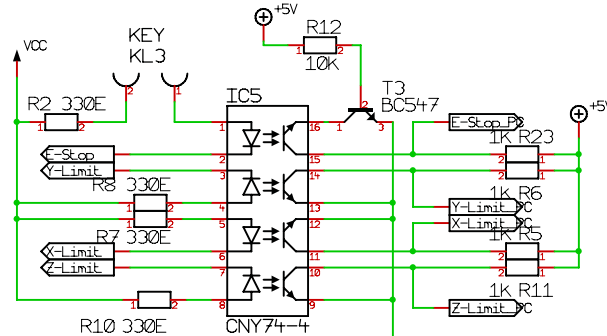 +5V
R12
10K
VCC
KEY
KL3
T3
BC547
R2 330E
IC5
1 2
2
1
1 2
2
1 3
+5V
E-Stop_PC
1K R23
E-Stop
Y-Limit
1
2
3
4
5
6
7
8
16
15
14
13
12
11
10
9
R8 330E
1 2
1 2
R7 330E
2 1
2 1
1K R6
Y-Limit_PC
X-Limit_PC
1K R5
X-Limit
Z-Limit
2 1
2 1
1K R11
Z-Limit_PC
1 2
R10 330E
CNY74-4